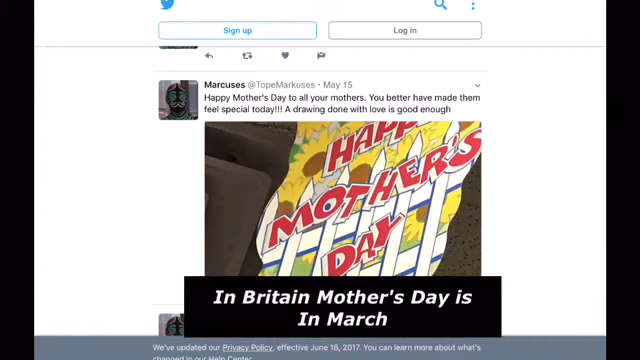 Sign up
Log in
Marcuses @TopeMarkuses • May 15
Happy Mother's Day to all your mothers. You better have made them
feel special today!!! A drawing done with love is good enough
HAPPY
MOTHER'S
DAY
In Britain Mother's Day is
In March
We've updated our Privacy Policy, effective June 18, 2017. You can learn more about what's
changed in our Help Center.